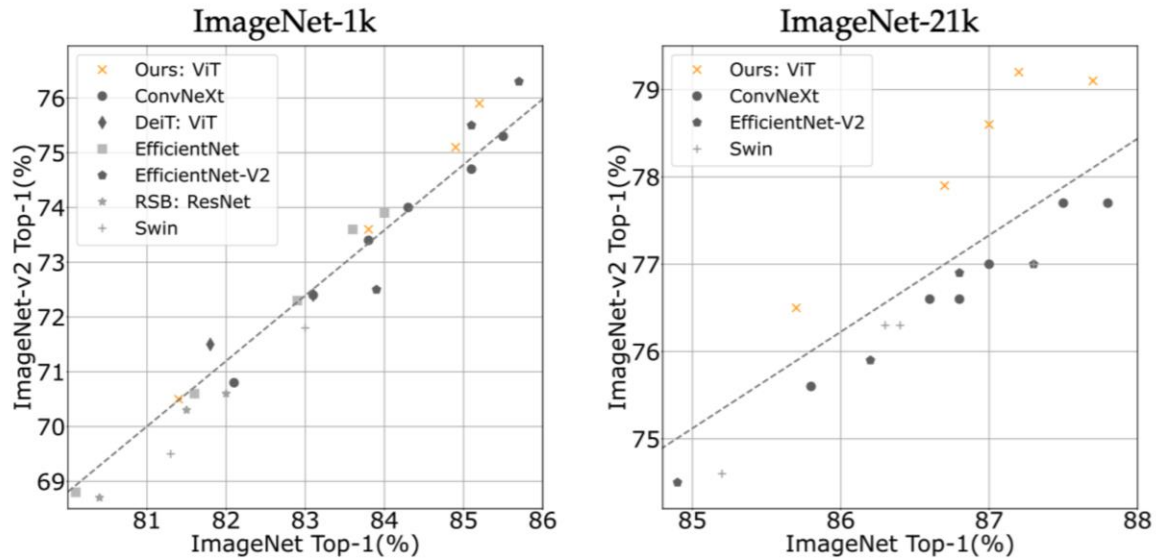 ImageNet-1k
ImageNet-v2 Top-1(%)
76
75
74
73
72
71
70
69
Ours: ViT
ConvNeXt
DeiT: ViT
EfficientNet
EfficientNet-V2
RSB: ResNet
Swin
81 82 83 84 85 86
ImageNet Top-1(%)
ImageNet-21k
ImageNet-v2 Top-1(%)
79
78
77
76
75
Ours: ViT
ConvNeXt
EfficientNet-V2
Swin
85 86 87 88
ImageNet Top-1(%)